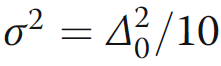 σ² = Δ₀²/10